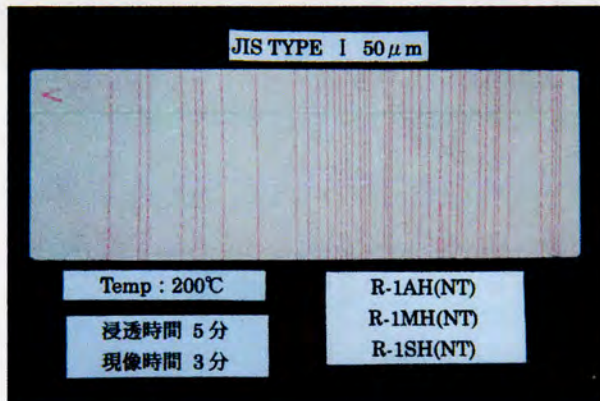 JIS TYPE Ⅰ 50μm
Temp : 200℃
浸透時間 5分
現像時間 3分
R-1AH(NT)
R-1MH(NT)
R-1SH(NT)